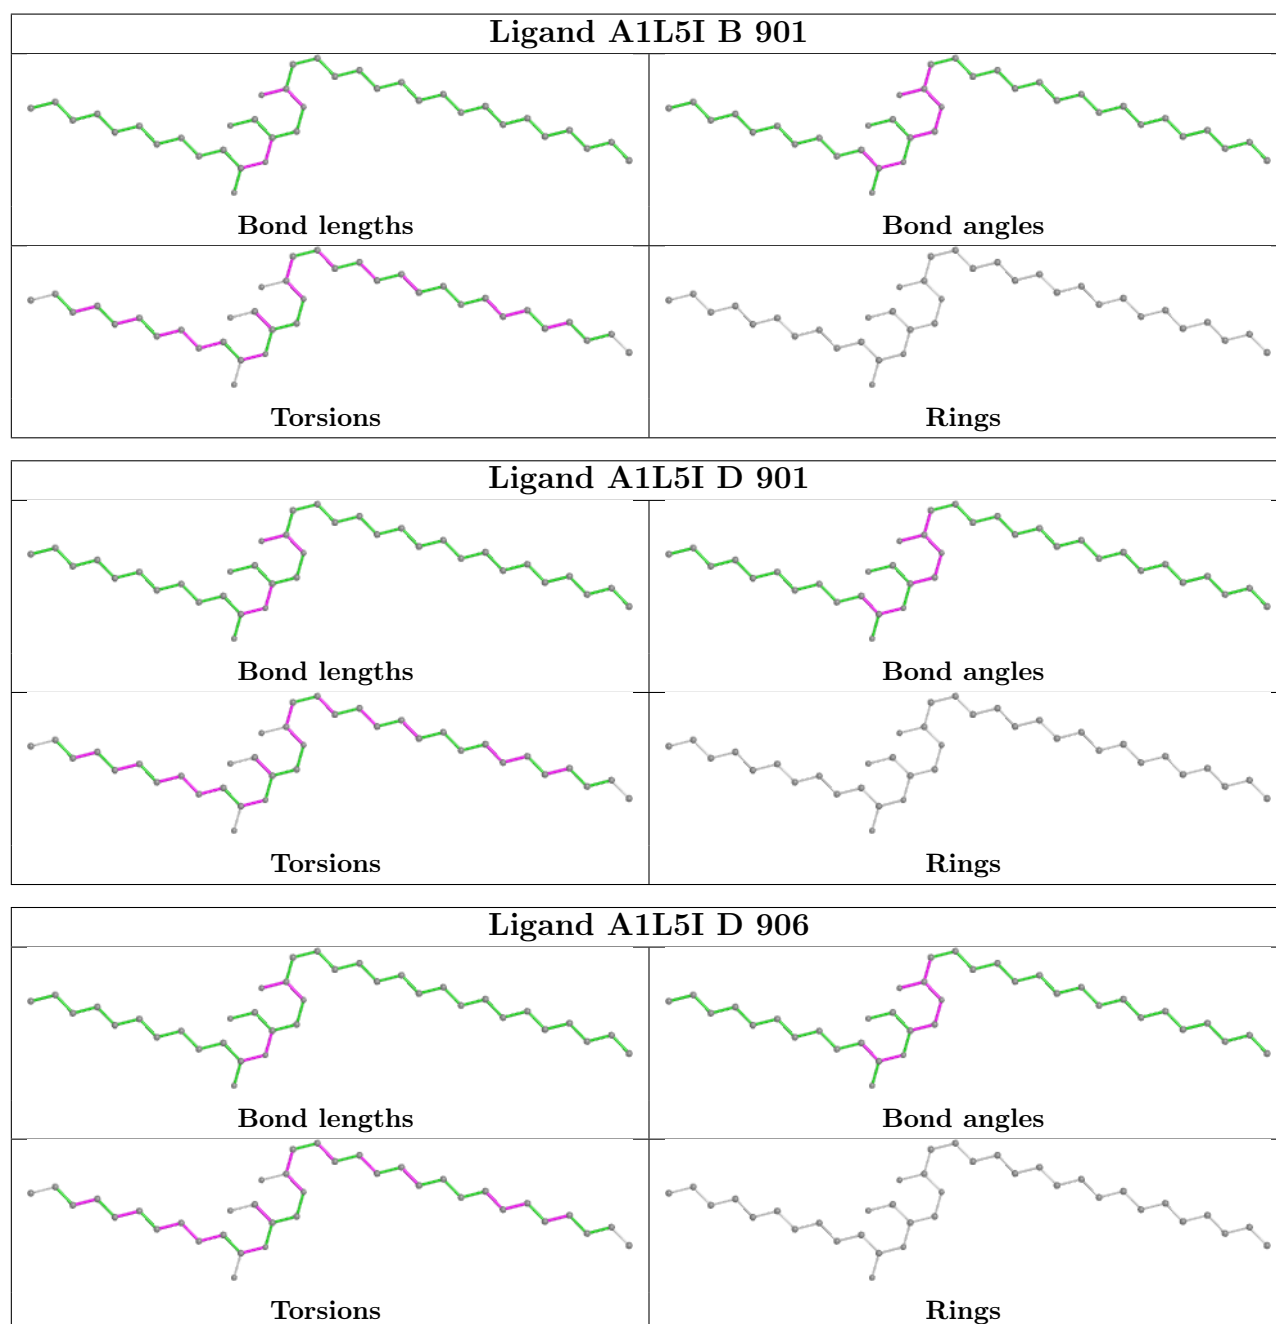 Ligand A1L5I B 901
Bond lengths
Bond angles
Torsions
Rings
Ligand A1L5I D 901
Bond lengths
Bond angles
Torsions
Rings
Ligand A1L5I D 906
Bond lengths
Bond angles
Torsions
Rings